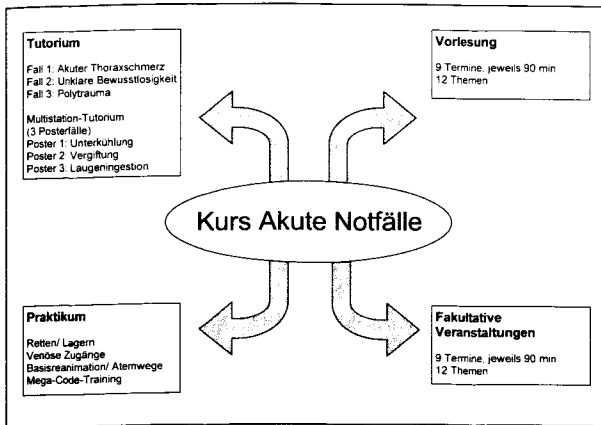 Tutorium
Fall 1: Akuter Thoraxschmerz
Fall 2: Unklare Bewusstlosigkeit
Fall 3: Polytrauma
Multistation-Tutorium
(3 Posterfälle)
Poster 1: Unterkühlung
Poster 2: Vergiftung
Poster 3: Laugeningestion
Vorlesung
9 Termine, jeweils 90 min
12 Themen
Kurs Akute Notfälle
Praktikum
Retten/ Lagern
Venöse Zugänge
Basisreanimation/ Atemwege
Mega-Code-Training
Fakultative
Veranstaltungen
9 Termine, jeweils 90 min
12 Themen